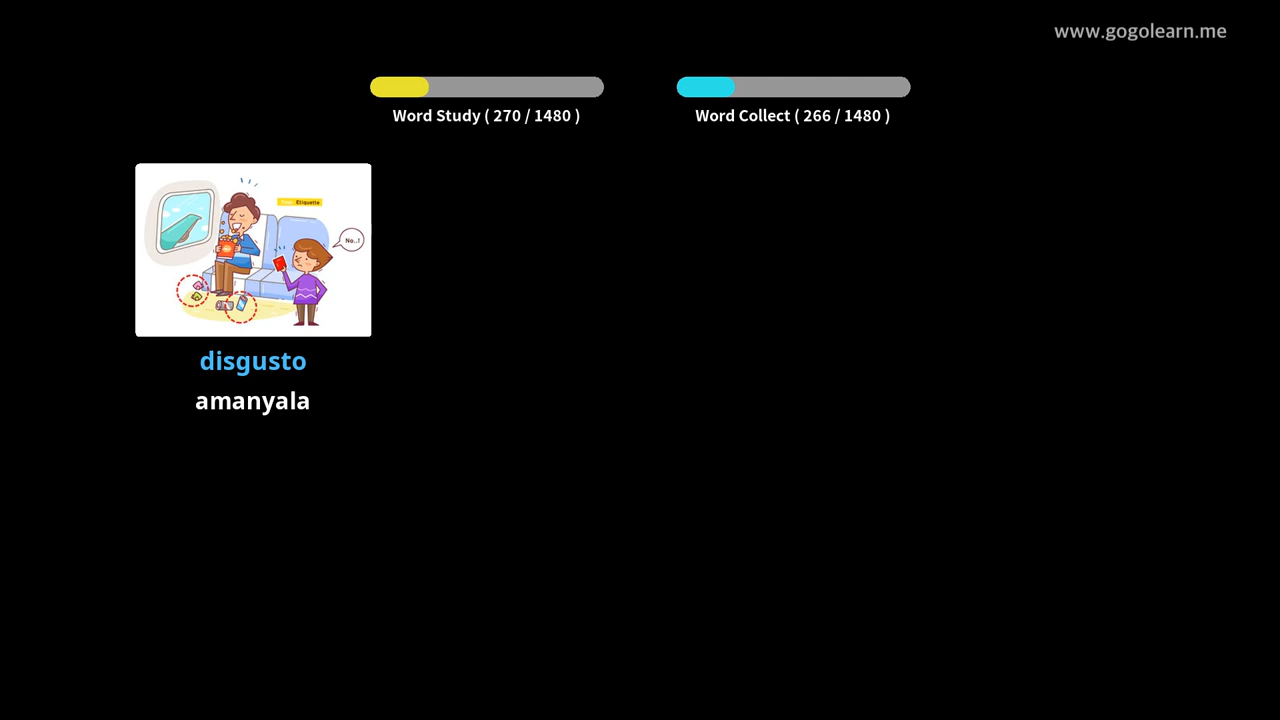 www.gogolearn.me
Word Study ( 270 / 1480 )
Word Collect ( 266 / 1480 )
Etiquette
No..!
disgusto
amanyala